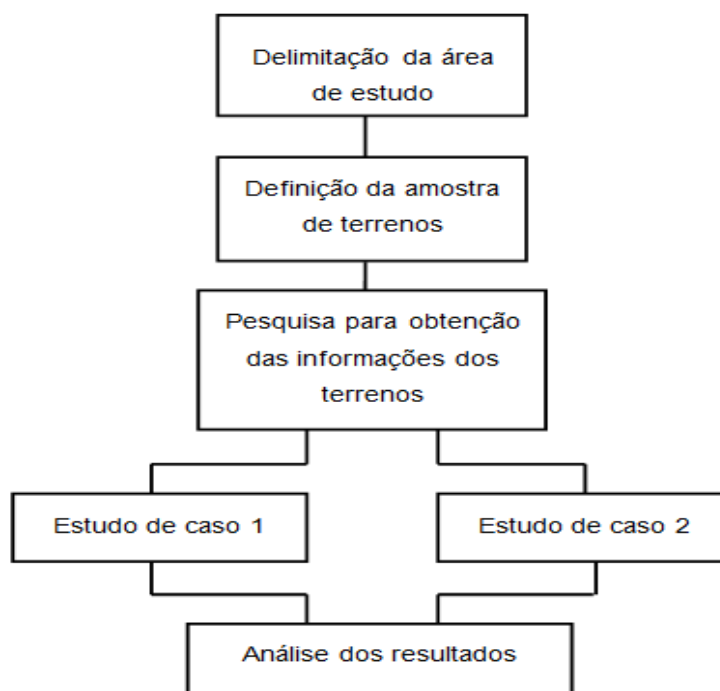 Delimitação da área
de estudo
Definição da amostra
de terrenos
Pesquisa para obtenção
das informações dos
terrenos
Estudo de caso 1
Estudo de caso 2
Análise dos resultados